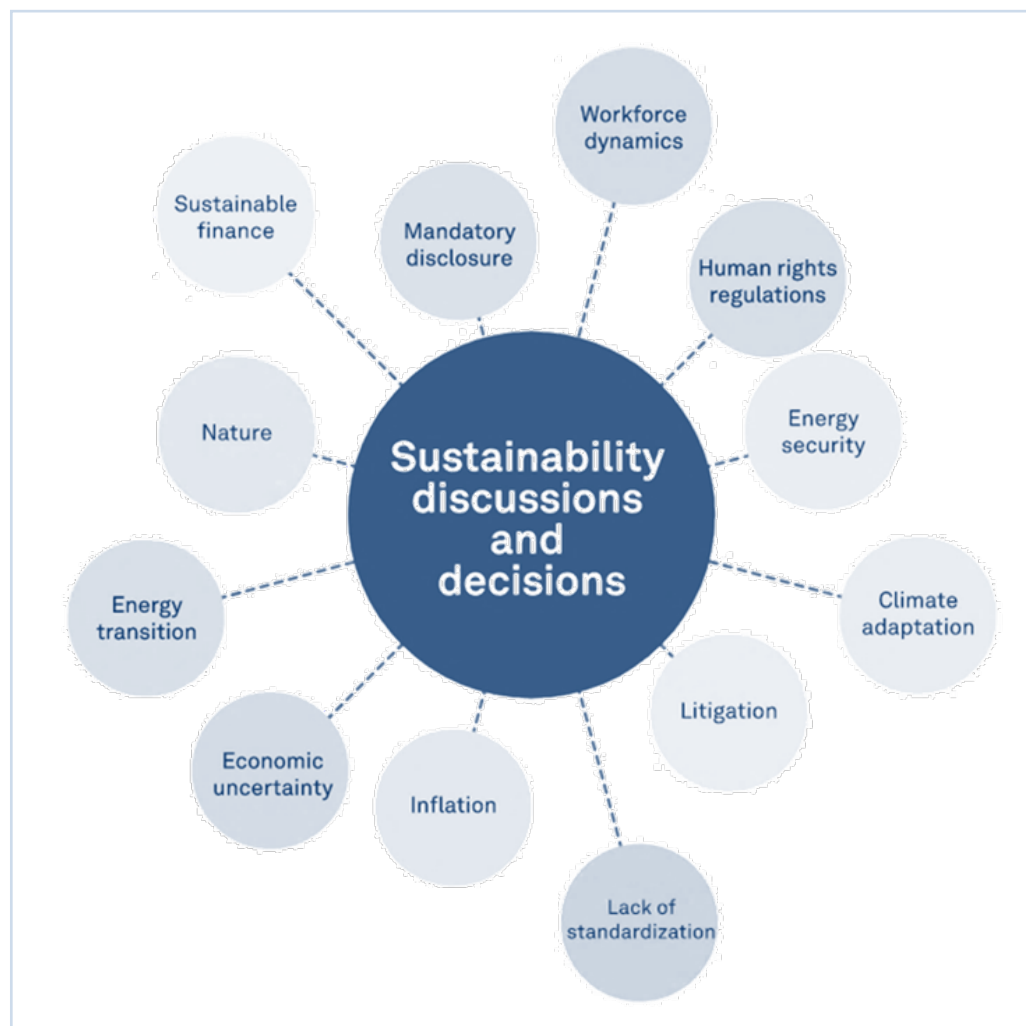 Workforce
dynamics
Sustainable
finance
Mandatory
disclosure
Human rights
regulations
Nature
Energy
security
Sustainability
discussions
and
decisions
Energy
transition
Climate
adaptation
Litigation
Economic
uncertainty
Inflation
Lack of
standardization